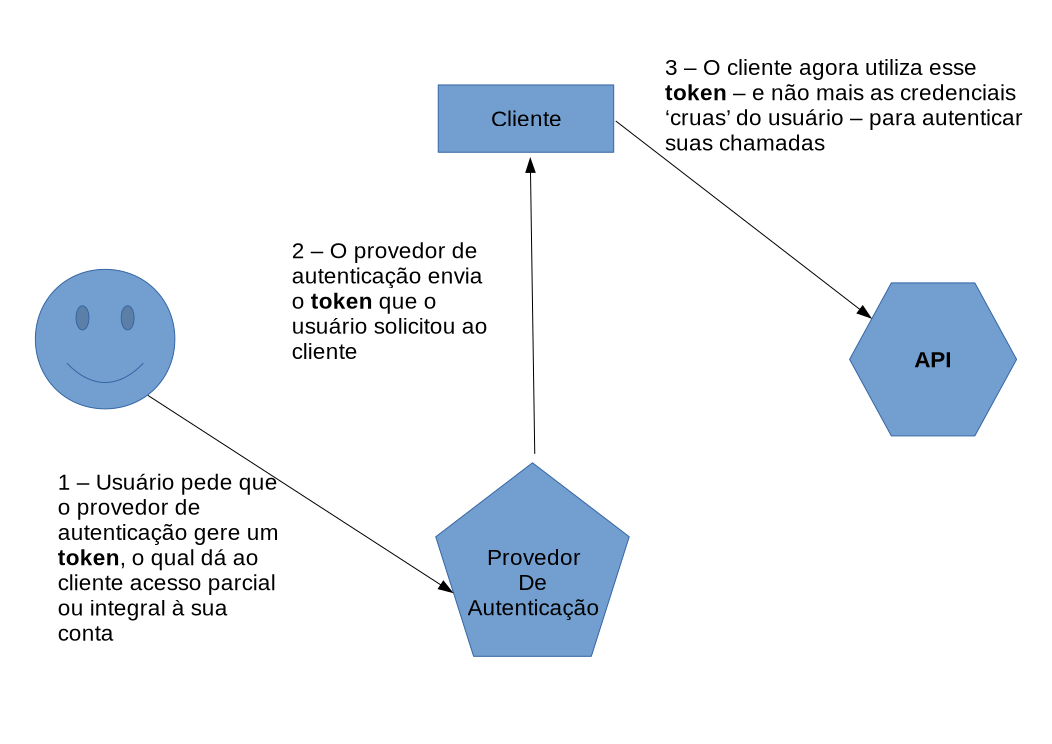 Cliente
3 – O cliente agora utiliza esse
token – e não mais as credenciais
‘cruas’ do usuário – para autenticar
suas chamadas
2 – O provedor de
autenticação envia
o token que o
usuário solicitou ao
cliente
API
1 – Usuário pede que
o provedor de
autenticação gere um
token, o qual dá ao
cliente acesso parcial
ou integral à sua
conta
Provedor
De
Autenticação